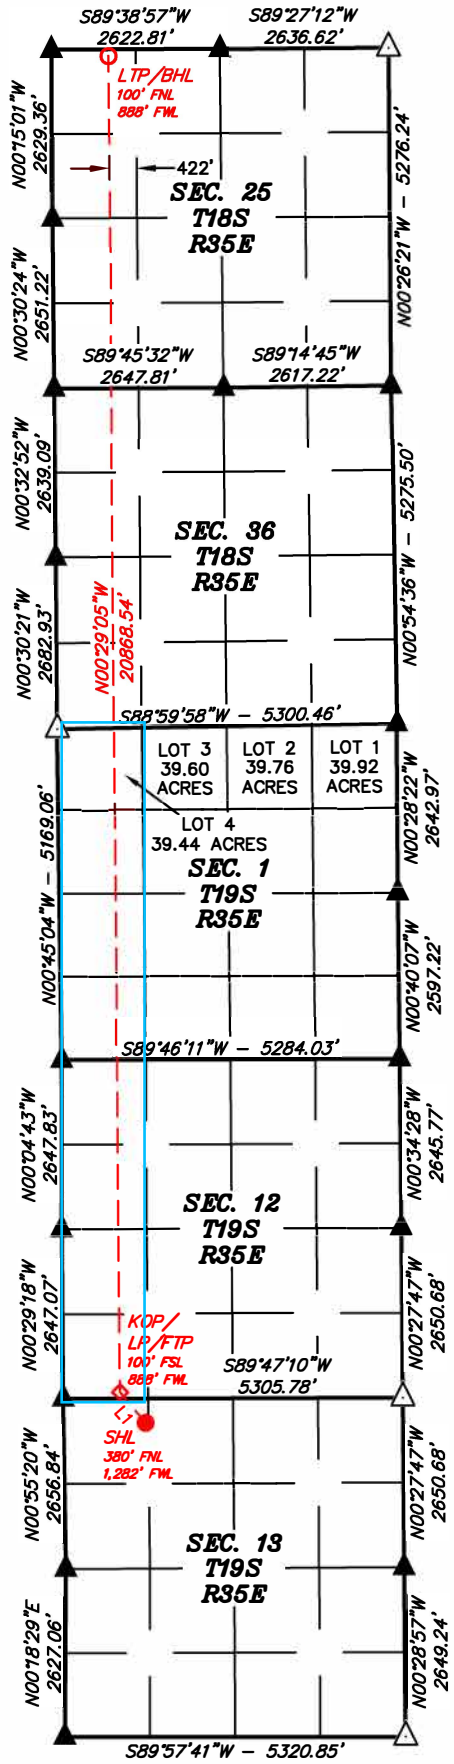 S89°38'57"W
2622.81'
S89°27'12"W
2636.62'
LTP/BHL
100' FNL
888' FWL
N00°15'01"W
2629.36'
422'
SEC. 25
T18S
R35E
N00°26'21"W - 5276.24'
N00°30'24"W
2651.22'
S89°45'32"W
2647.81'
S89°14'45"W
2617.22'
N00°32'52"W
2639.09'
SEC. 36
T18S
R35E
N00°54'36"W - 5275.50'
N00°30'21"W
2682.93'
N00°29'05"W
20868.54'
S88°59'58"W - 5300.46'
LOT 3
39.60
ACRES
LOT 2
39.76
ACRES
LOT 1
39.92
ACRES
LOT 4
39.44 ACRES
N00°45'04"W - 5169.06'
SEC. 1
T19S
R35E
N00°28'22"W
2642.97'
N00°40'07"W
2597.22'
S89°46'11"W - 5284.03'
N00°04'43"W
2647.83'
SEC. 12
T19S
R35E
N00°34'28"W
2645.77'
N00°29'18"W
2647.07'
KOP/
LP/FTP
100' FSL
888' FWL
S89°47'10"W
5305.78'
N00°27'47"W
2650.68'
L1
SHL
380' FNL
1,282' FWL
N00°55'20"W
2656.84'
SEC. 13
T19S
R35E
N00°27'47"W
2650.68'
N00°18'29"E
2627.06'
N00°28'57"W
2649.24'
S89°57'41"W - 5320.85'